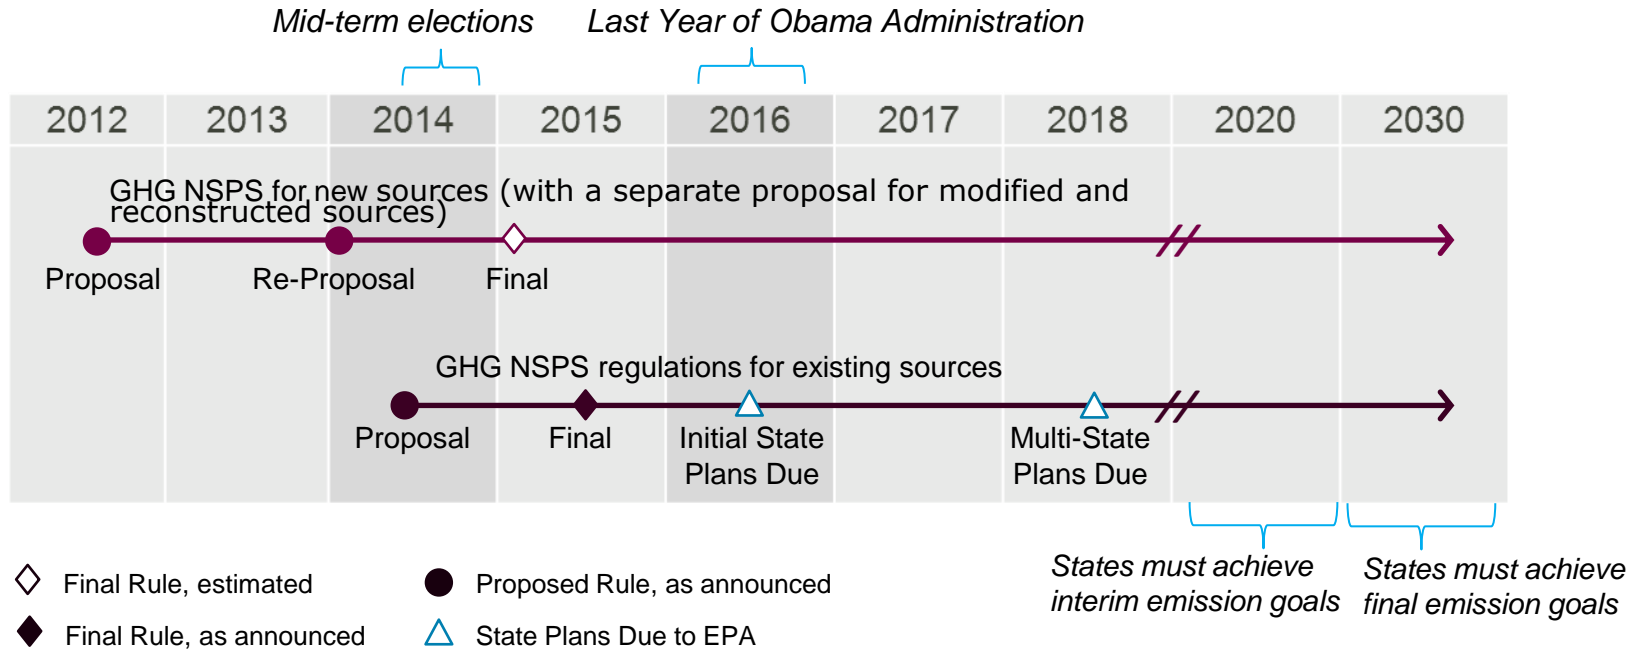 Mid-term elections
Last Year of Obama Administration
2012 2013 2014 2015 2016 2017 2018 2020 2030
GHG NSPS for new sources (with a separate proposal for modified and
reconstructed sources)
Proposal Re-Proposal Final
GHG NSPS regulations for existing sources
Proposal Final Initial State Multi-State
Plans Due Plans Due
States must achieve
interim emission goals
States must achieve
final emission goals
Final Rule, estimated
Proposed Rule, as announced
Final Rule, as announced
State Plans Due to EPA